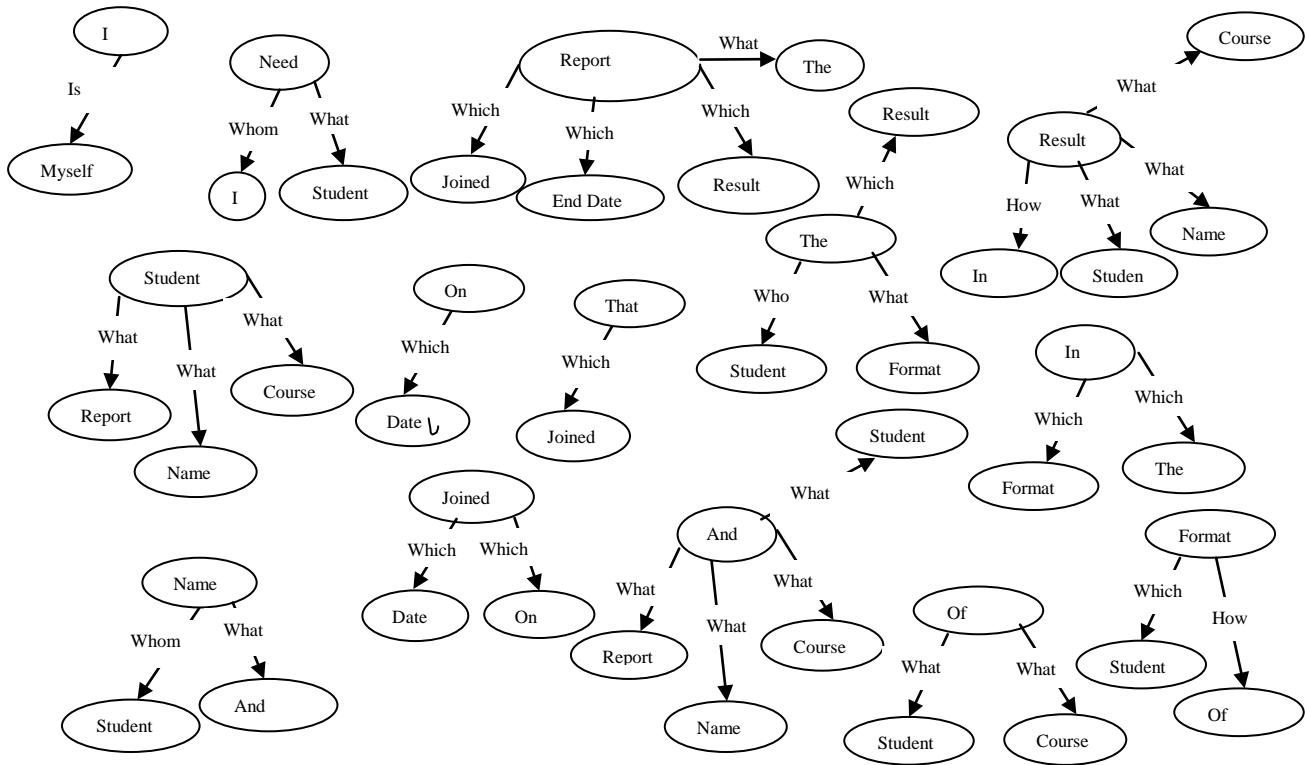 I
Is
Myself
Need
Whom
What
I
Student
Report
What
The
Which
Which
Which
Joined
End Date
Result
Result
Which
The
Who
What
Student
Format
Course
What
Result
How
What
What
In
Studen
Name
Student
What
What
What
Report
Name
Course
On
Which
Date
That
Which
Joined
In
Which
Which
Format
The
Joined
Which
Which
Date
On
Student
What
And
What
What
What
Report
Name
Course
Format
Which
How
Student
Of
Name
Whom
What
Student
And
Of
What
What
Student
Course